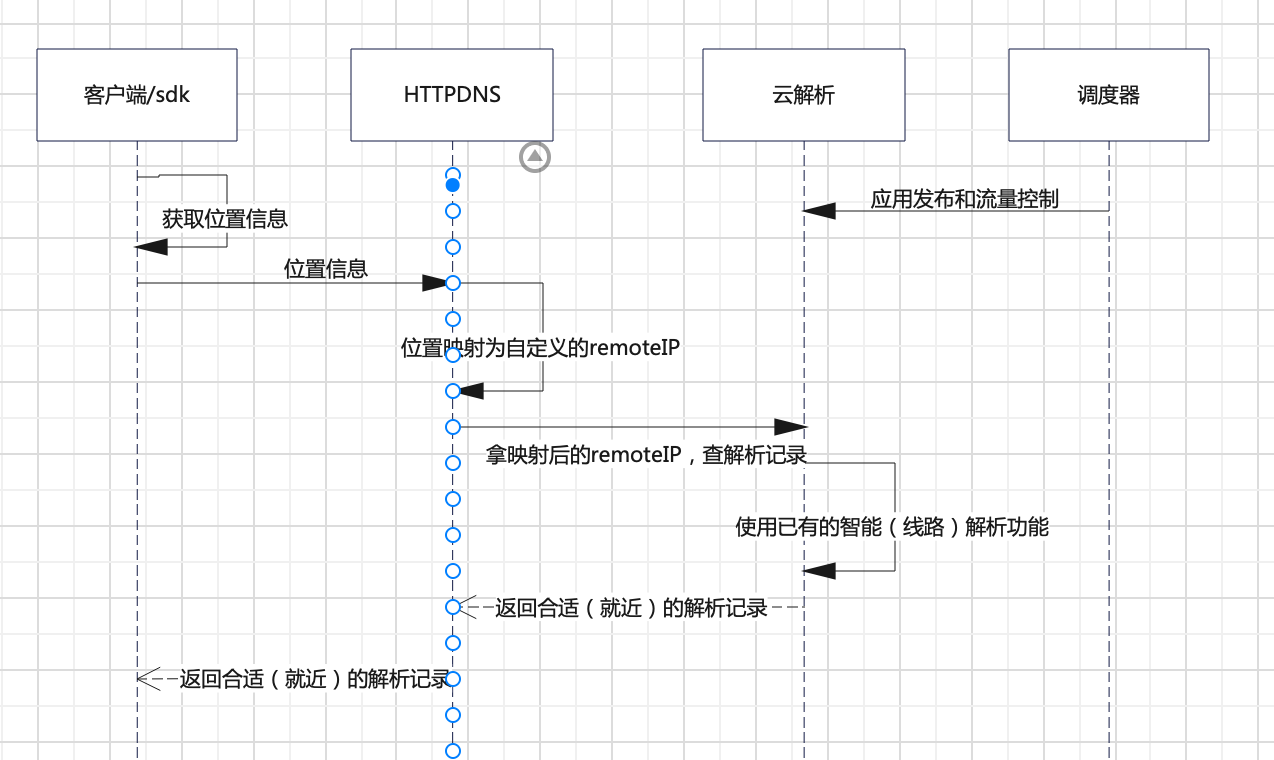 客户端/sdk
HTTPDNS
云解析
调度器
应用发布和流量控制
获取位置信息
位置信息
位置映射为自定义的remoteIP
拿映射后的remoteIP，查解析记录
使用已有的智能（线路）解析功能
返回合适（就近）的解析记录
返回合适（就近）的解析记录